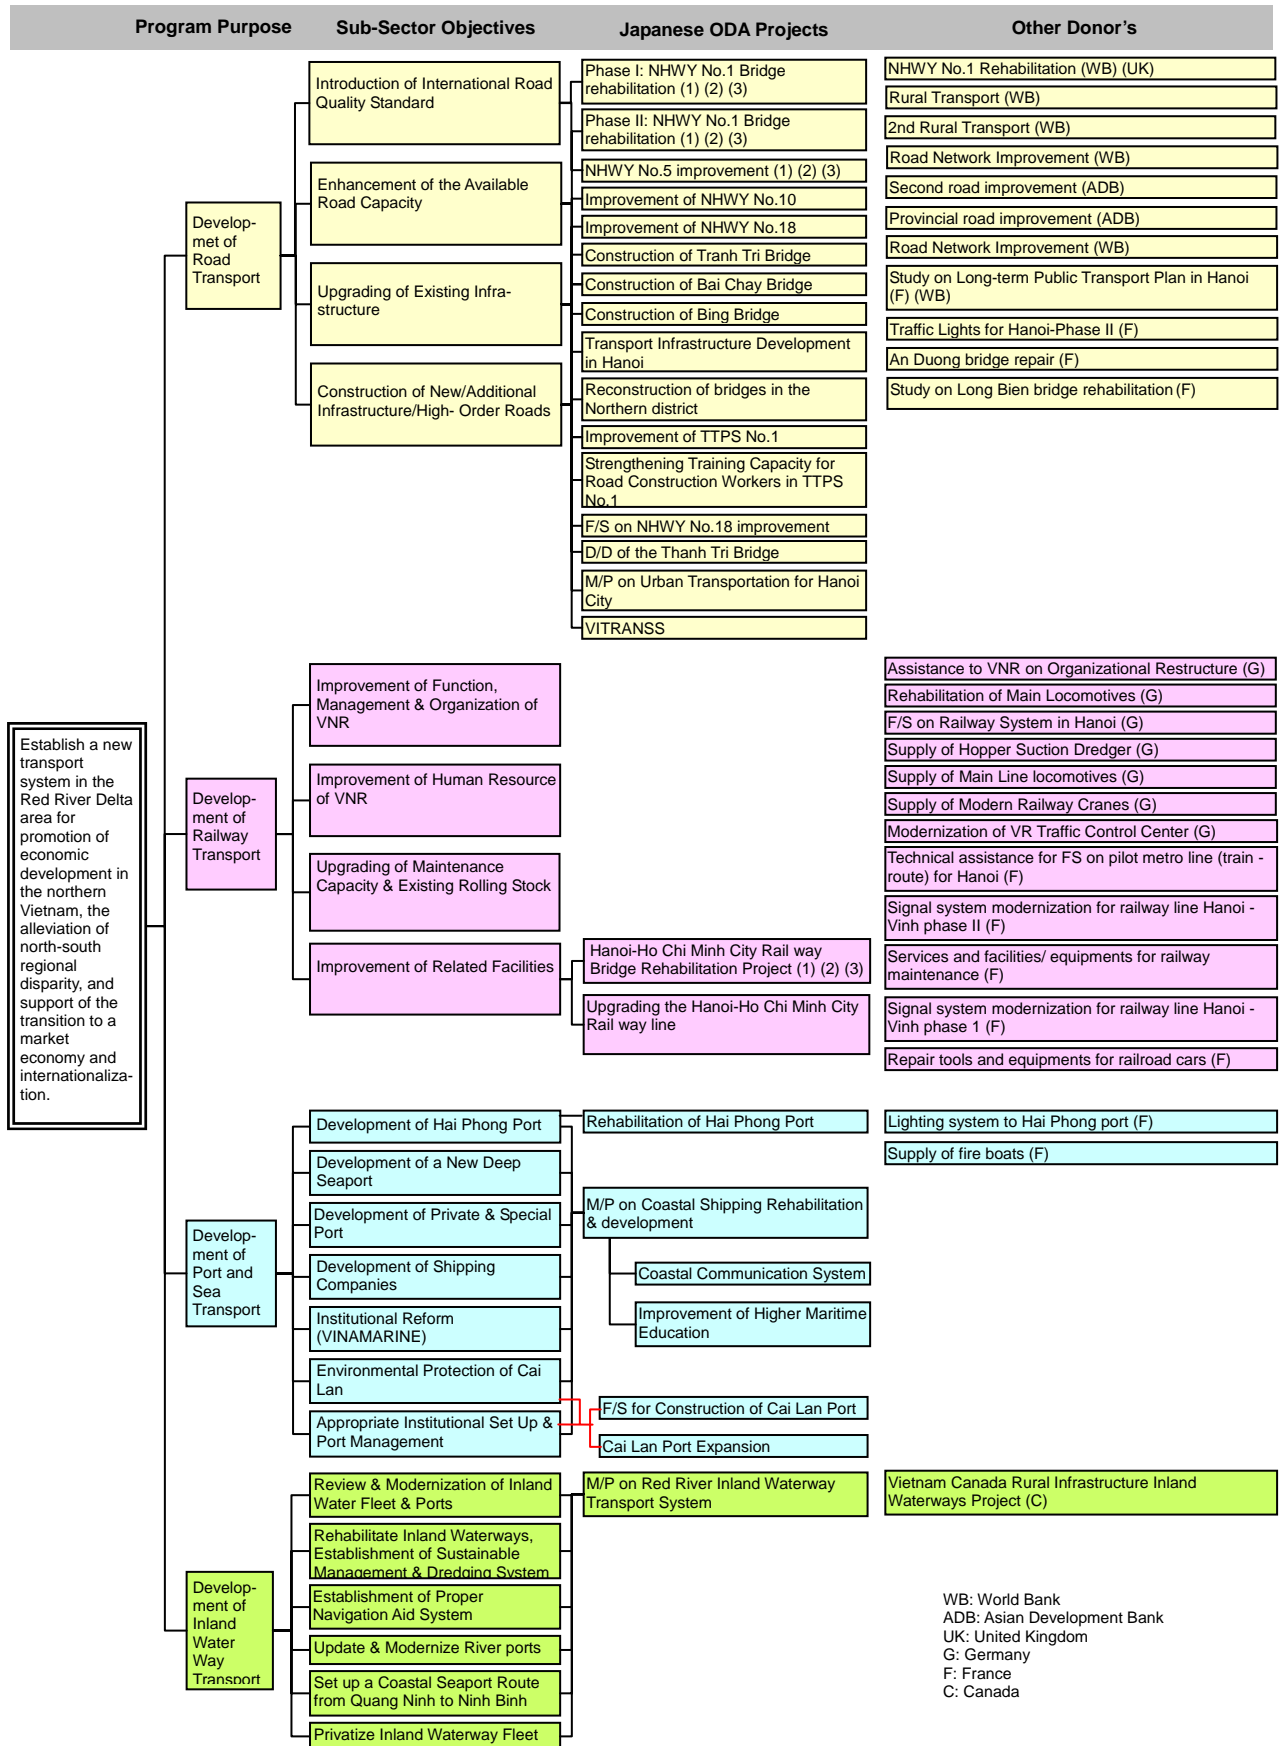 Program Purpose
Sub-Sector Objectives
Japanese ODA Projects
Other Donor's
Establish a new
transport
system in the
Red River Delta
area for
promotion of
economic
development in
the northern
Vietnam, the
alleviation of
north-south
regional
disparity, and
support of the
transition to a
market
economy and
internationaliza-
tion.
Develop-
met of
Road
Transport
Introduction of International Road
Quality Standard
Enhancement of the Available
Road Capacity
Upgrading of Existing Infra-
structure
Construction of New/Additional
Infrastructure/High- Order Roads
Phase I: NHWY No.1 Bridge
rehabilitation (1) (2) (3)
Phase II: NHWY No.1 Bridge
rehabilitation (1) (2) (3)
NHWY No.5 improvement (1) (2) (3)
Improvement of NHWY No.10
Improvement of NHWY No.18
Construction of Tranh Tri Bridge
Construction of Bai Chay Bridge
Construction of Bing Bridge
Transport Infrastructure Development
in Hanoi
Reconstruction of bridges in the
Northern district
Improvement of TTPS No.1
Strengthening Training Capacity for
Road Construction Workers in TTPS
No.1
F/S on NHWY No.18 improvement
D/D of the Thanh Tri Bridge
M/P on Urban Transportation for Hanoi
City
VITRANSS
NHWY No.1 Rehabilitation (WB) (UK)
Rural Transport (WB)
2nd Rural Transport (WB)
Road Network Improvement (WB)
Second road improvement (ADB)
Provincial road improvement (ADB)
Road Network Improvement (WB)
Study on Long-term Public Transport Plan in Hanoi
(F) (WB)
Traffic Lights for Hanoi-Phase II (F)
An Duong bridge repair (F)
Study on Long Bien bridge rehabilitation (F)
Develop-
ment of
Railway
Transport
Improvement of Function,
Management & Organization of
VNR
Improvement of Human Resource
of VNR
Upgrading of Maintenance
Capacity & Existing Rolling Stock
Improvement of Related Facilities
Hanoi-Ho Chi Minh City Rail way
Bridge Rehabilitation Project (1) (2) (3)
Upgrading the Hanoi-Ho Chi Minh City
Rail way line
Assistance to VNR on Organizational Restructure (G)
Rehabilitation of Main Locomotives (G)
F/S on Railway System in Hanoi (G)
Supply of Hopper Suction Dredger (G)
Supply of Main Line locomotives (G)
Supply of Modern Railway Cranes (G)
Modernization of VR Traffic Control Center (G)
Technical assistance for FS on pilot metro line (train -
route) for Hanoi (F)
Signal system modernization for railway line Hanoi -
Vinh phase II (F)
Services and facilities/ equipments for railway
maintenance (F)
Signal system modernization for railway line Hanoi -
Vinh phase 1 (F)
Repair tools and equipments for railroad cars (F)
Develop-
ment of
Port and
Sea
Transport
Development of Hai Phong Port
Development of a New Deep
Seaport
Development of Private & Special
Port
Development of Shipping
Companies
Institutional Reform
(VINAMARINE)
Environmental Protection of Cai
Lan
Appropriate Institutional Set Up &
Port Management
Rehabilitation of Hai Phong Port
M/P on Coastal Shipping Rehabilitation
& development
Coastal Communication System
Improvement of Higher Maritime
Education
F/S for Construction of Cai Lan Port
Cai Lan Port Expansion
Lighting system to Hai Phong port (F)
Supply of fire boats (F)
Develop-
ment of
Inland
Water
Way
Transport
Review & Modernization of Inland
Water Fleet & Ports
Rehabilitate Inland Waterways,
Establishment of Sustainable
Management & Dredging System
Establishment of Proper
Navigation Aid System
Update & Modernize River ports
Set up a Coastal Seaport Route
from Quang Ninh to Ninh Binh
Privatize Inland Waterway Fleet
M/P on Red River Inland Waterway
Transport System
Vietnam Canada Rural Infrastructure Inland
Waterways Project (C)
WB: World Bank
ADB: Asian Development Bank
UK: United Kingdom
G: Germany
F: France
C: Canada